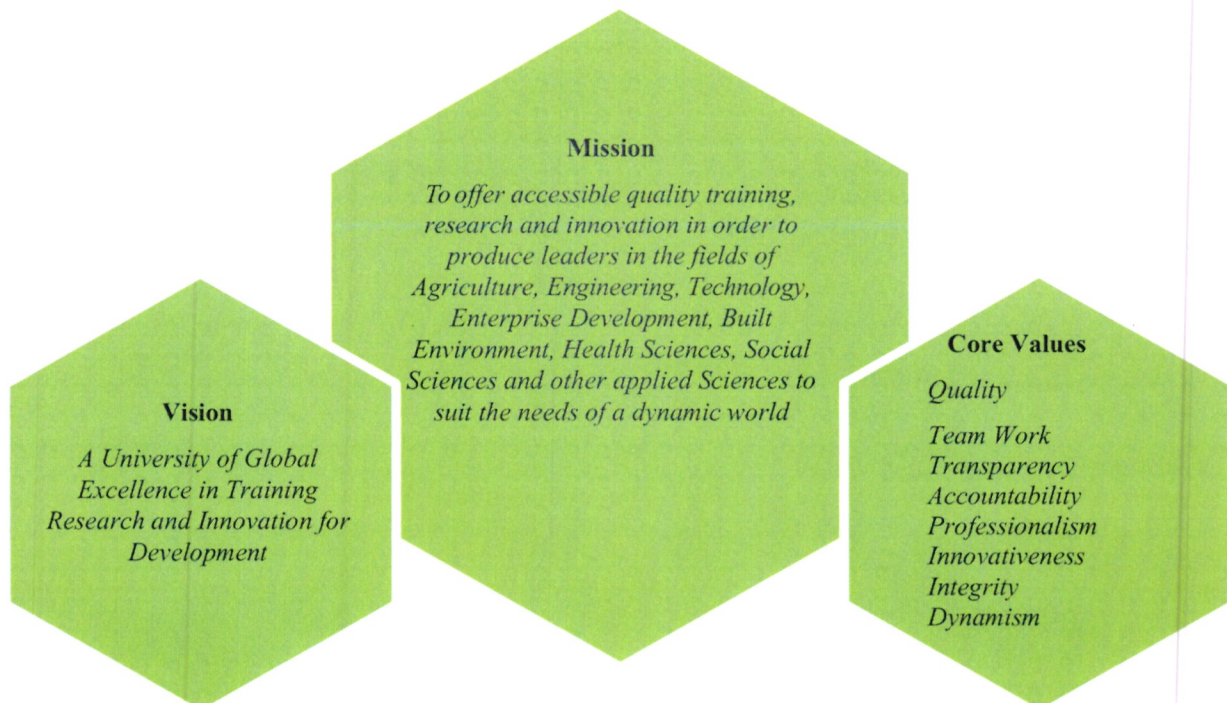 Vision
A University of Global
Excellence in Training
Research and Innovation for
Development
Mission
To offer accessible quality training,
research and innovation in order to
produce leaders in the fields of
Agriculture, Engineering, Technology,
Enterprise Development, Built
Environment, Health Sciences, Social
Sciences and other applied Sciences to
suit the needs of a dynamic world
Core Values
Quality
Team Work
Transparency
Accountability
Professionalism
Innovativeness
Integrity
Dynamism